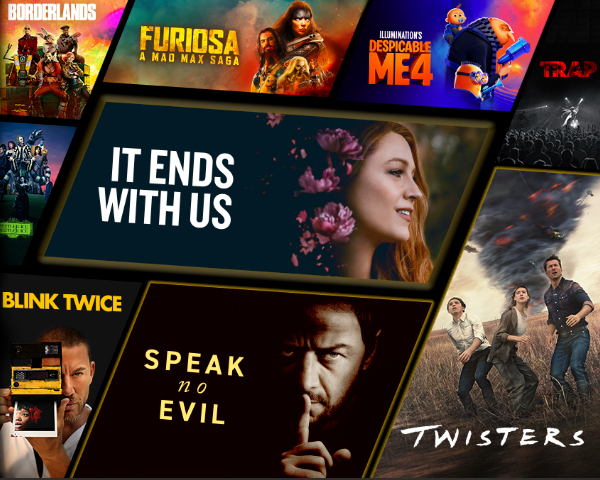 BORDERLANDS
FURIOSA
A MAD MAX SAGA
ILLUMINATION'S
DESPICABLE
ME4
TRAP
IT ENDS
WITH US
BLINK TWICE
SPEAK
no
EVIL
TWISTERS